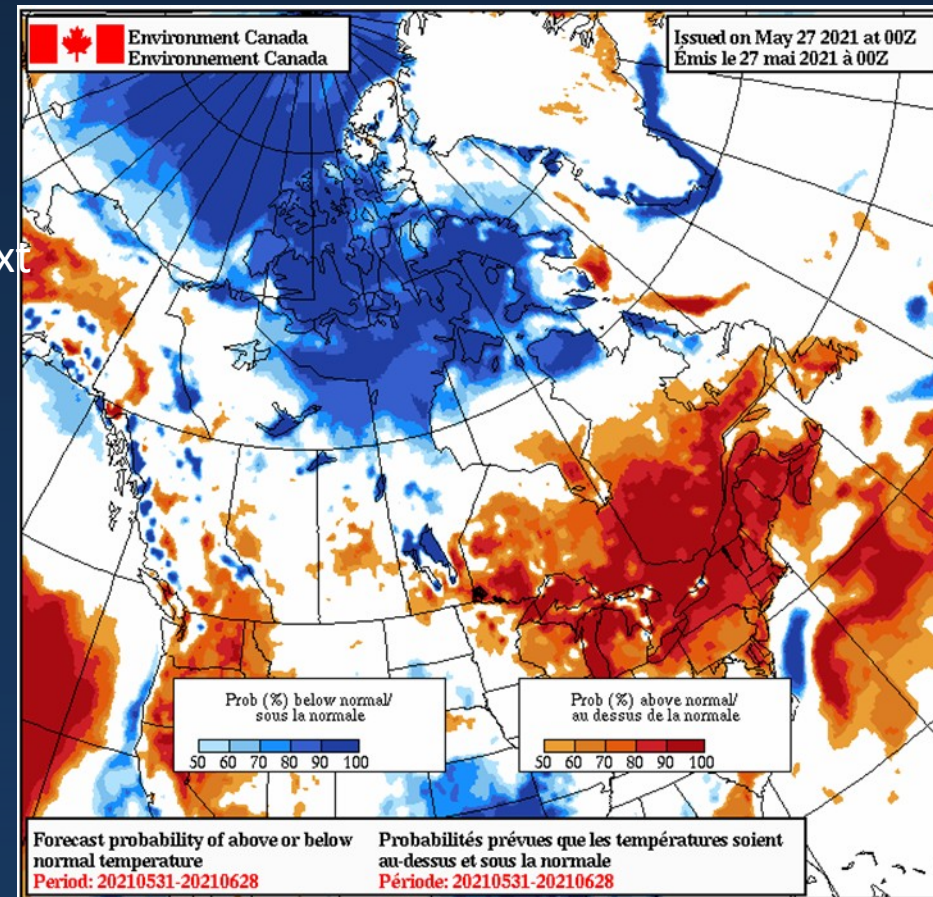 Environment Canada
Environnement Canada
Issued on May 27 2021 at 00Z
Émis le 27 mai 2021 à 00Z
xt
Prob (%) below normal/
sous la normale
50 60 70 80 90 100
Prob (%) above normal/
au dessus de la normale
50 60 70 80 90 100
Forecast probability of above or below
normal temperature
Period: 20210531-20210628
Probabilités prévues que les températures soient
au-dessus et sous la normale
Période: 20210531-20210628